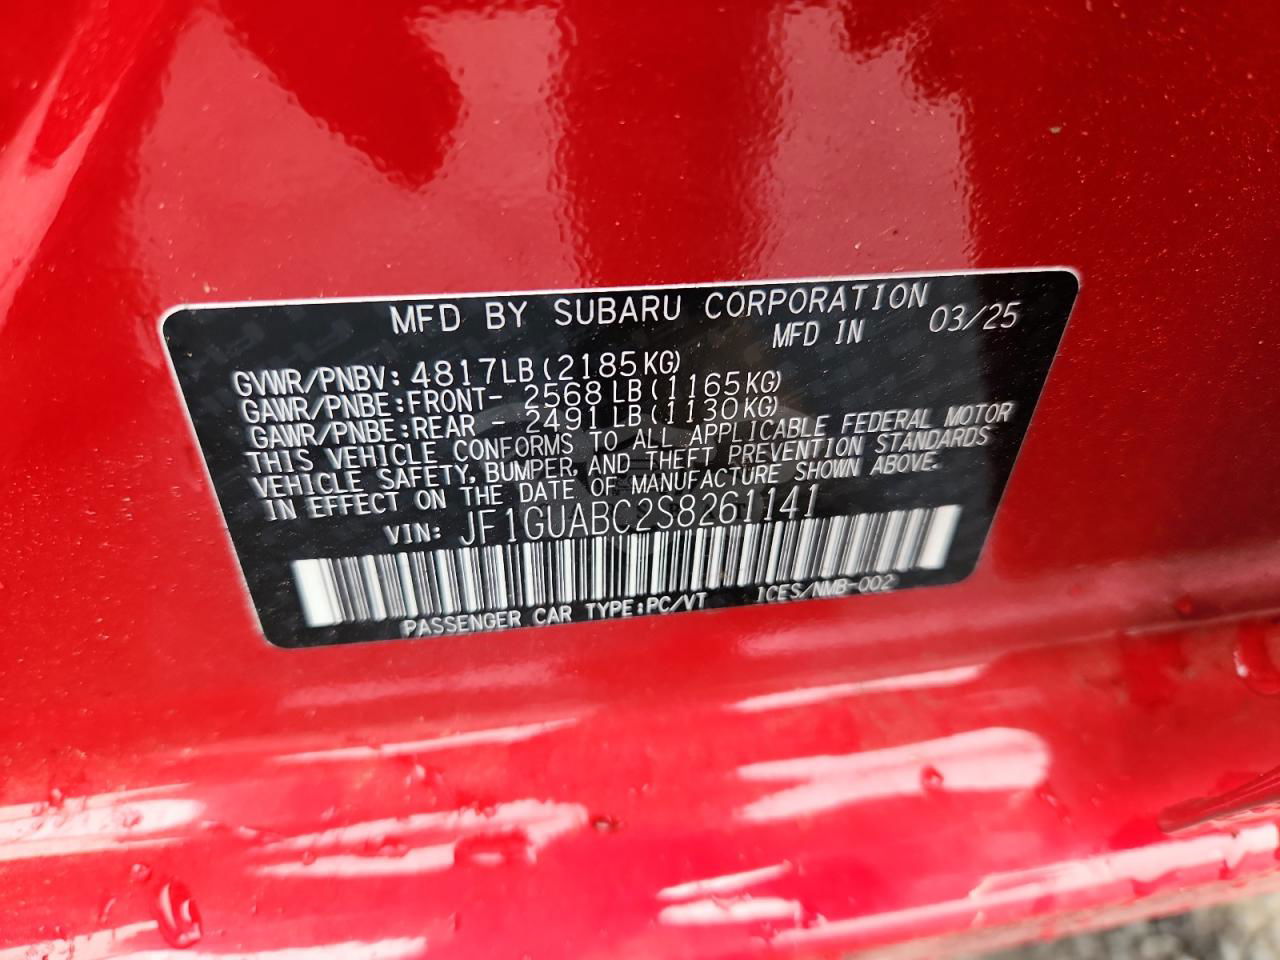 MFD BY SUBARU CORPORATION
MFD IN 03/25
GVWR/PNBV: 4817LB(2185KG)
GAWR/PNBE:FRONT- 2568 LB(1165KG)
GAWR/PNBE:REAR - 2491 LB(1130KG)
THIS VEHICLE CONFORMS TO ALL APPLICABLE FEDERAL MOTOR
VEHICLE SAFETY, BUMPER, AND THEFT PREVENTION STANDARDS
IN EFFECT ON THE DATE OF MANUFACTURE SHOWN ABOVE.
VIN: JF1GUABC2S8261141
PASSENGER CAR TYPE:PC/VT ICES/NMB-002